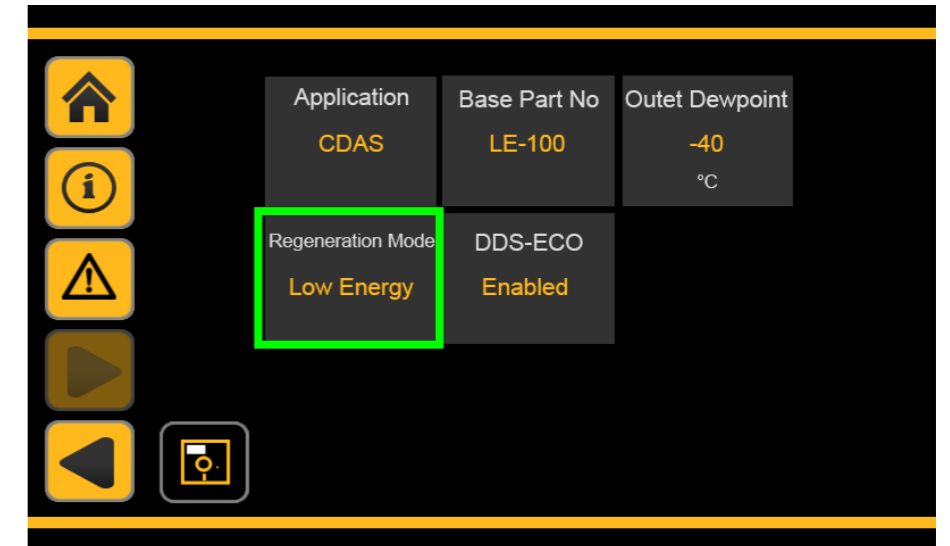 Application
CDAS
Base Part No
LE-100
Outet Dewpoint
-40
°C
Regeneration Mode
Low Energy
DDS-ECO
Enabled